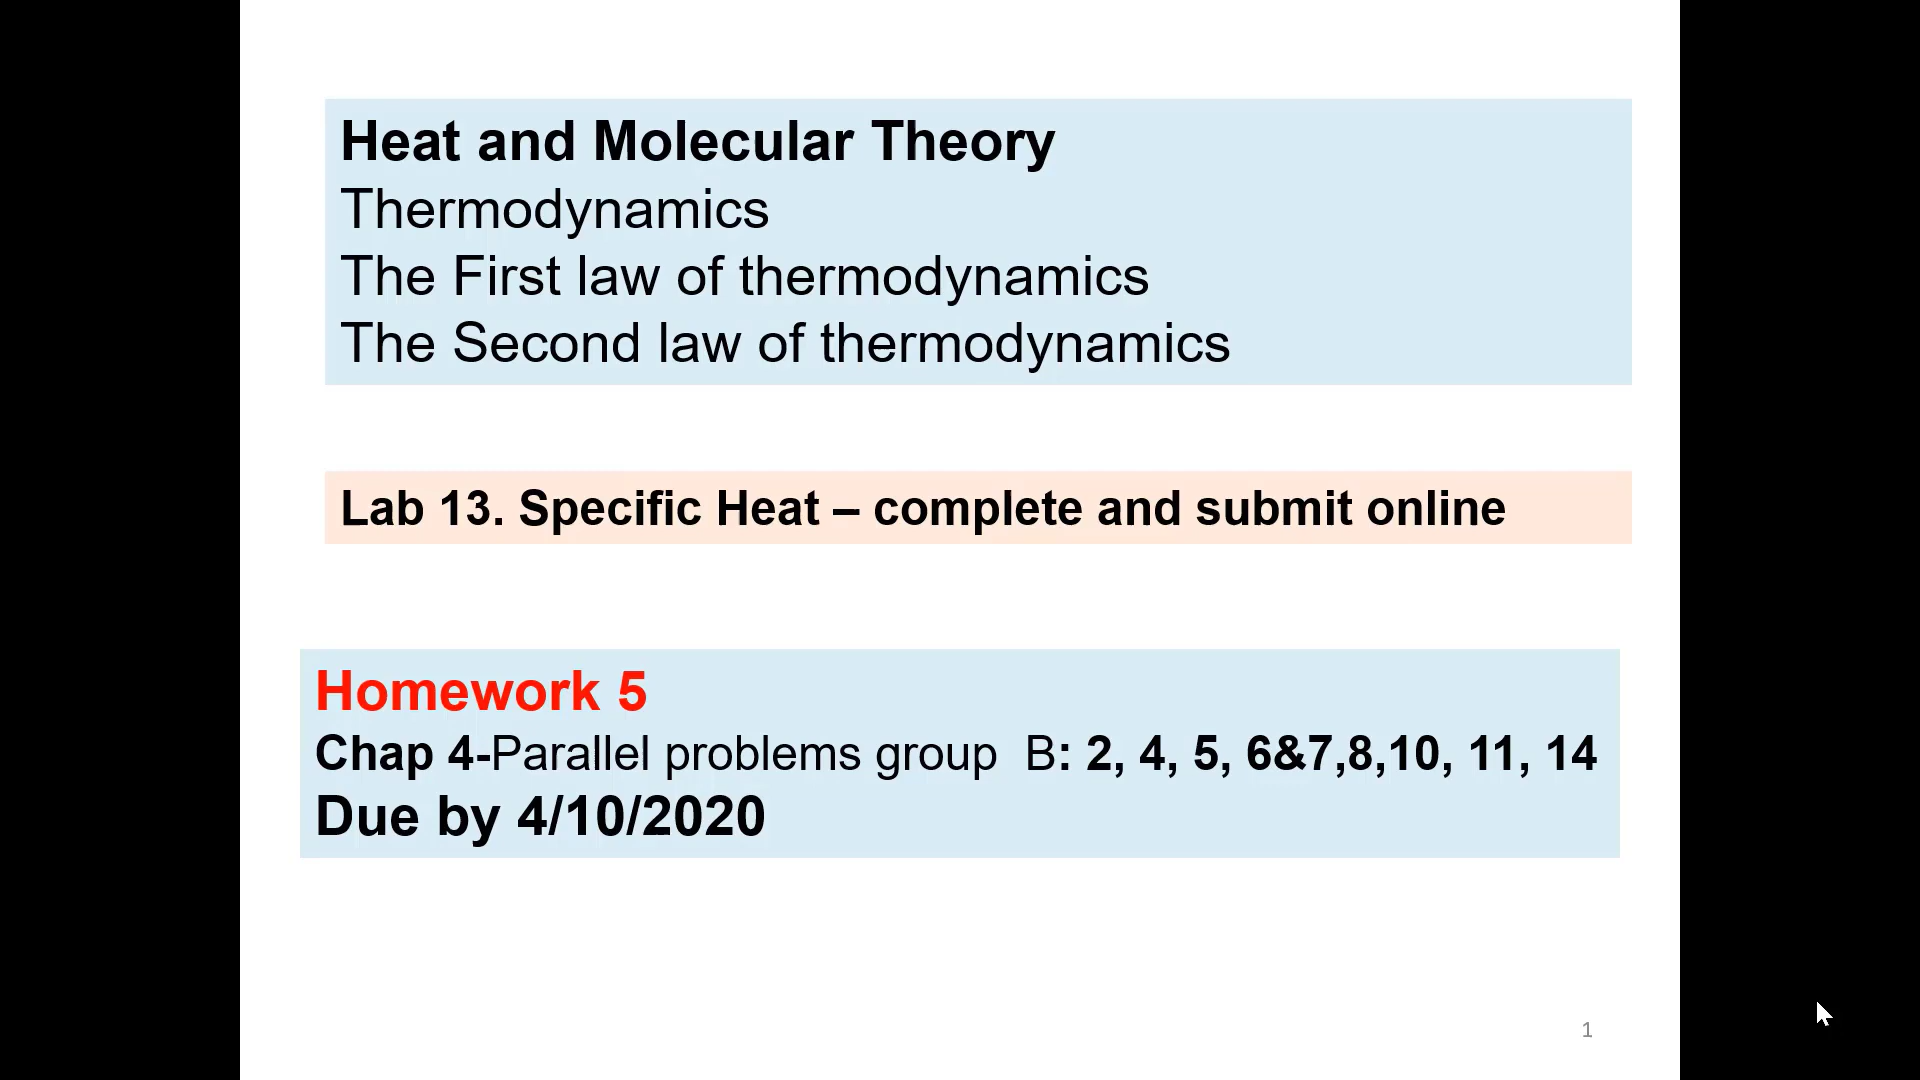 Heat and Molecular Theory
Thermodynamics
The First law of thermodynamics
The Second law of thermodynamics
Lab 13. Specific Heat – complete and submit online
Homework 5
Chap 4-Parallel problems group  B: 2, 4, 5, 6&7,8,10, 11, 14
Due by 4/10/2020
1